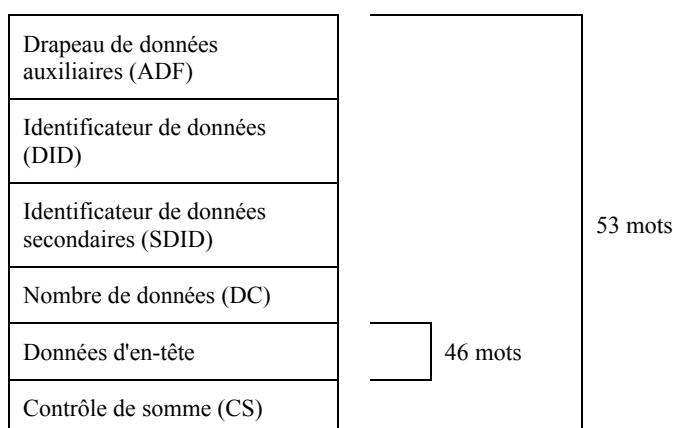 Drapeau de données
auxiliaires (ADF)
Identificateur de données
(DID)
Identificateur de données
secondaires (SDID)
53 mots
Nombre de données (DC)
Données d'en-tête
46 mots
Contrôle de somme (CS)